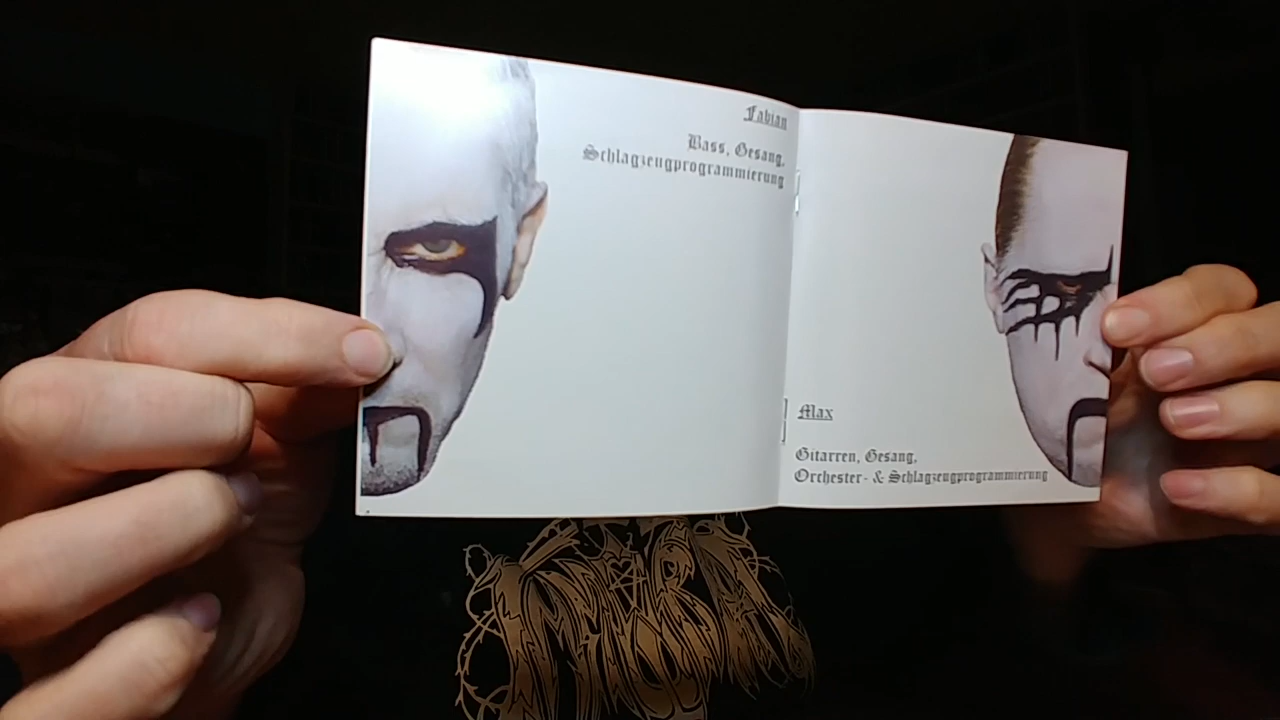 Fabian
Bass, Gesang,
Schlagzeugprogrammierung
Max
Gitarren, Gesang,
Orchester- & Schlagzeugprogrammierung